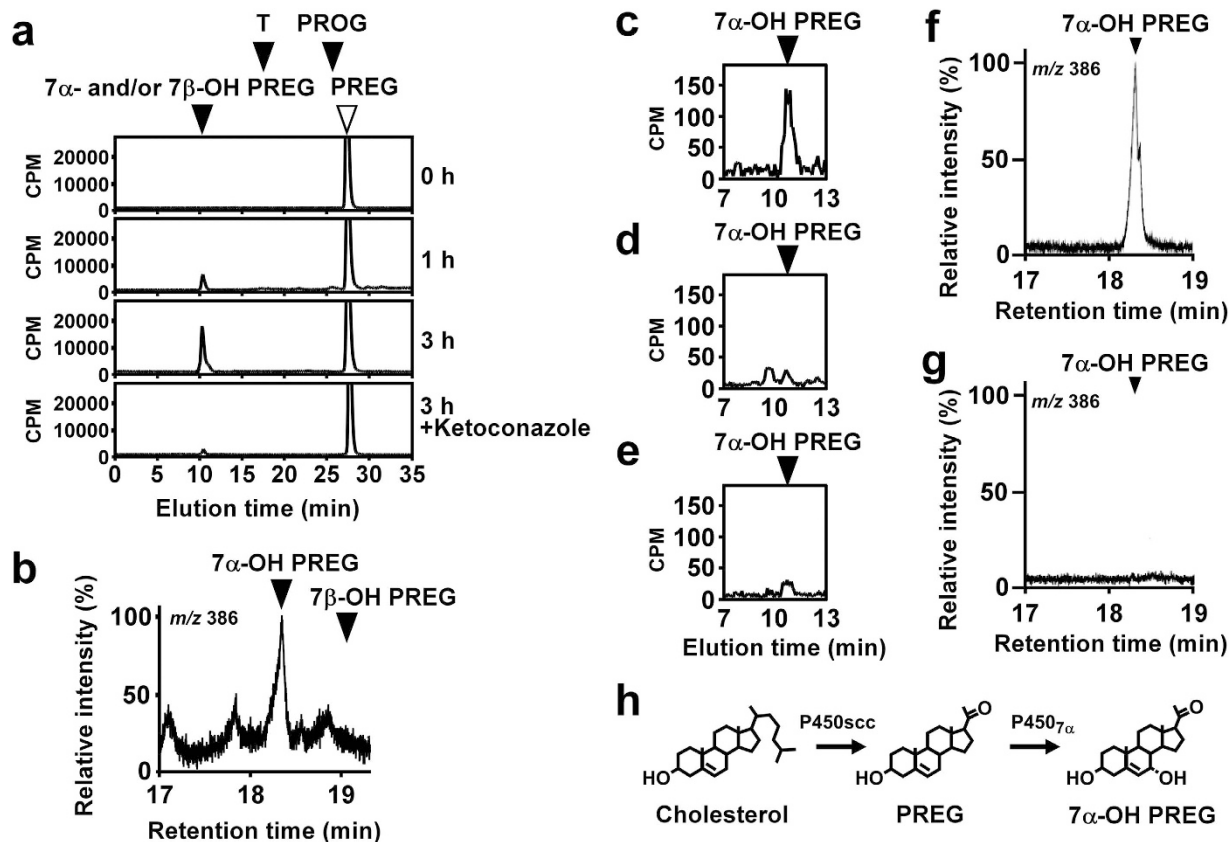 a
T PROG
7α- and/or 7β-OH PREG PREG
CPM
20000
10000
0
0 h
CPM
20000
10000
0
1 h
CPM
20000
10000
0
3 h
CPM
20000
10000
0
3 h
+Ketoconazole
0 5 10 15 20 25 30 35
Elution time (min)
b
7α-OH PREG
7β-OH PREG
Relative intensity (%)
m/z 386
100
50
0
17 18 19
Retention time (min)
c
7α-OH PREG
CPM
150
100
50
0
7 10 13
d
7α-OH PREG
CPM
150
100
50
0
7 10 13
e
7α-OH PREG
CPM
150
100
50
0
7 10 13
Elution time (min)
f
7α-OH PREG
Relative intensity (%)
m/z 386
100
50
0
17 18 19
Retention time (min)
g
7α-OH PREG
Relative intensity (%)
m/z 386
100
50
0
17 18 19
Retention time (min)
h
P450scc P4507α
O O
HO HO HO OH
Cholesterol PREG 7α-OH PREG